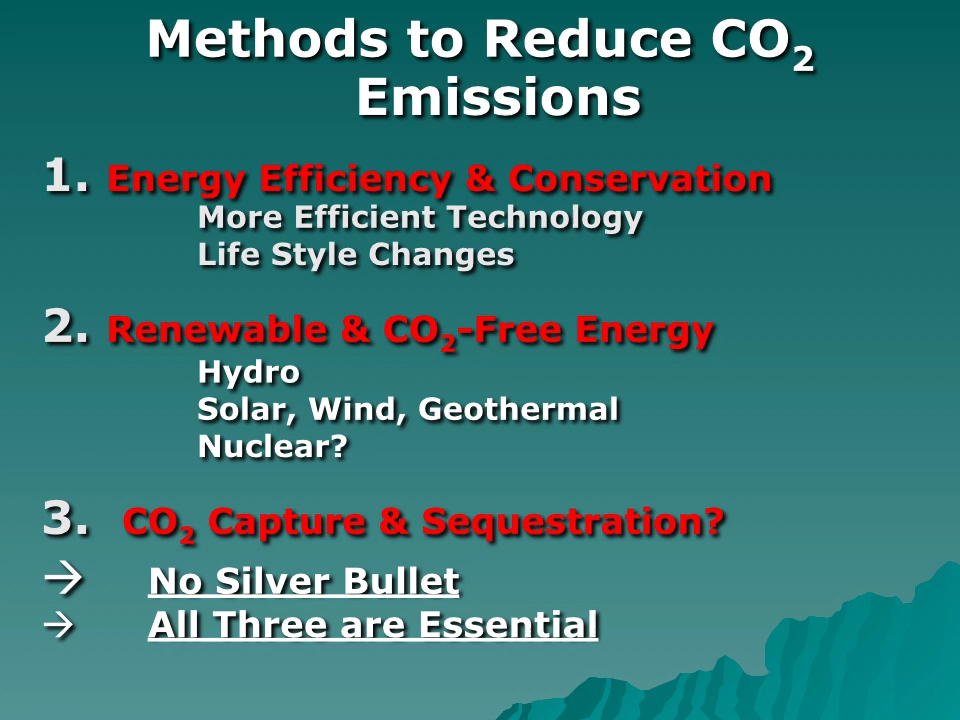 Methods to Reduce CO₂
Emissions
1. Energy Efficiency & Conservation
More Efficient Technology
Life Style Changes
2. Renewable & CO₂-Free Energy
Hydro
Solar, Wind, Geothermal
Nuclear?
3. CO₂ Capture & Sequestration?
→ No Silver Bullet
→ All Three are Essential